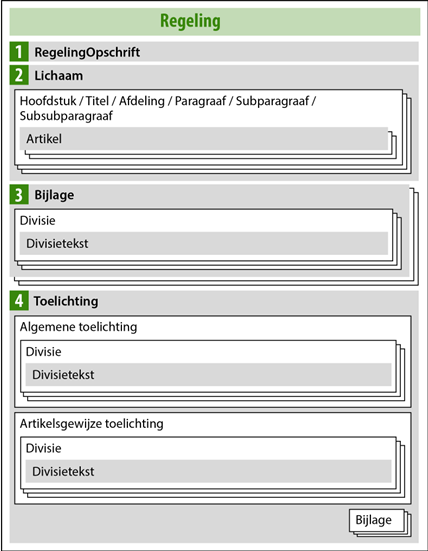 Regeling
1 RegelingOpschrift
2 Lichaam
Hoofdstuk / Titel / Afdeling / Paragraaf / Subparagraaf /
Subsubparagraaf
Artikel
3 Bijlage
Divisie
Divisietekst
4 Toelichting
Algemene toelichting
Divisie
Divisietekst
Artikelsgewijze toelichting
Divisie
Divisietekst
Bijlage